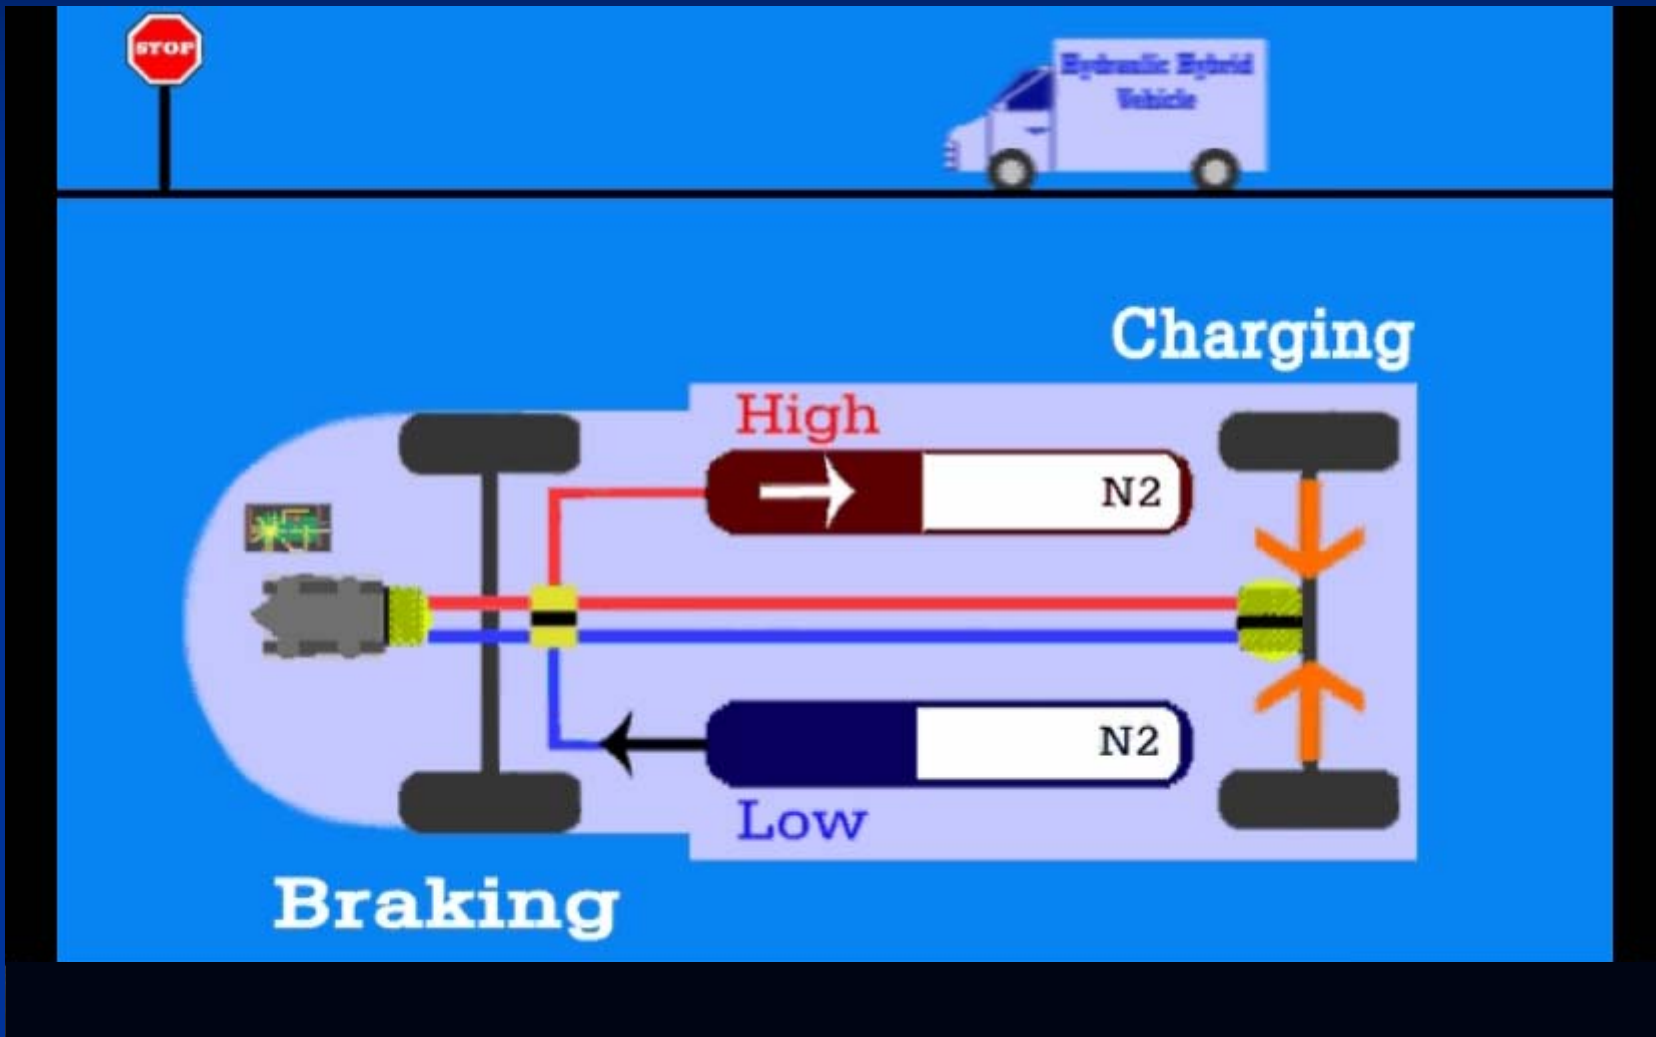 STOP
Hydraulic Hybrid
Vehicle
Charging
High
N2
N2
Low
Braking